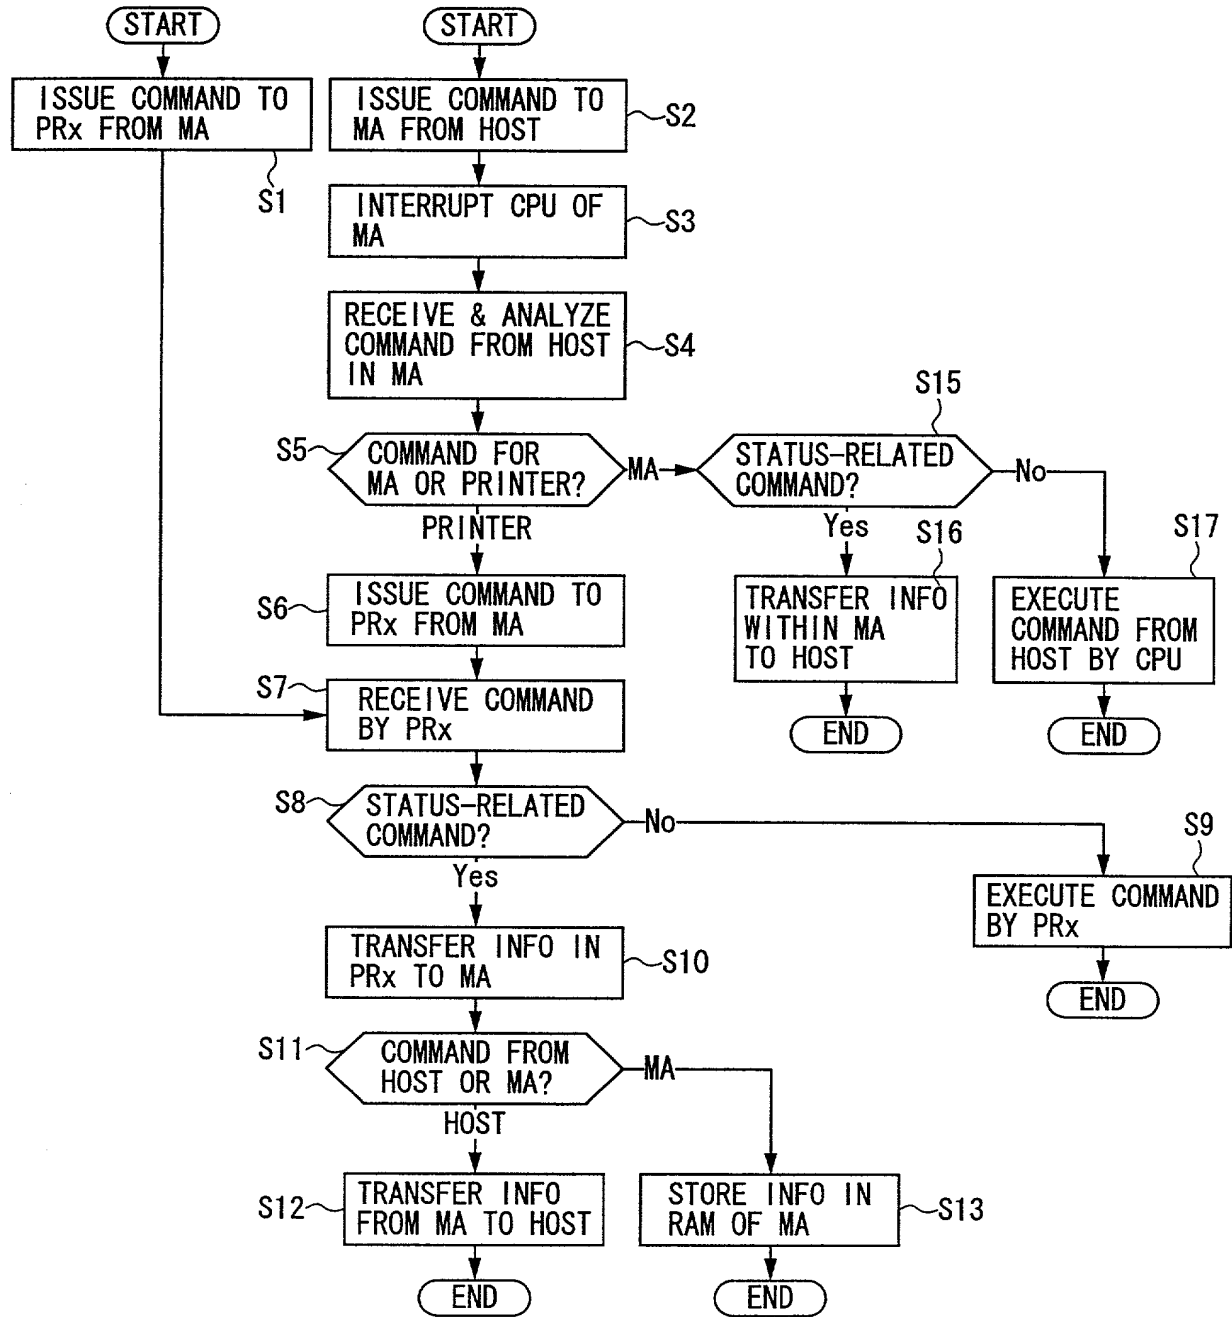 START
START
ISSUE COMMAND TO
PRx FROM MA
S1
ISSUE COMMAND TO
MA FROM HOST
S2
INTERRUPT CPU OF
MA
S3
RECEIVE & ANALYZE
COMMAND FROM HOST
IN MA
S4
S5
COMMAND FOR
MA OR PRINTER?
MA
PRINTER
S15
STATUS-RELATED
COMMAND?
No
Yes
S16
TRANSFER INFO
WITHIN MA
TO HOST
END
S17
EXECUTE
COMMAND FROM
HOST BY CPU
END
S6
ISSUE COMMAND TO
PRx FROM MA
S7
RECEIVE COMMAND
BY PRx
S8
STATUS-RELATED
COMMAND?
No
Yes
S9
EXECUTE COMMAND
BY PRx
END
TRANSFER INFO IN
PRx TO MA
S10
S11
COMMAND FROM
HOST OR MA?
MA
HOST
S12
TRANSFER INFO
FROM MA TO HOST
END
STORE INFO IN
RAM OF MA
S13
END